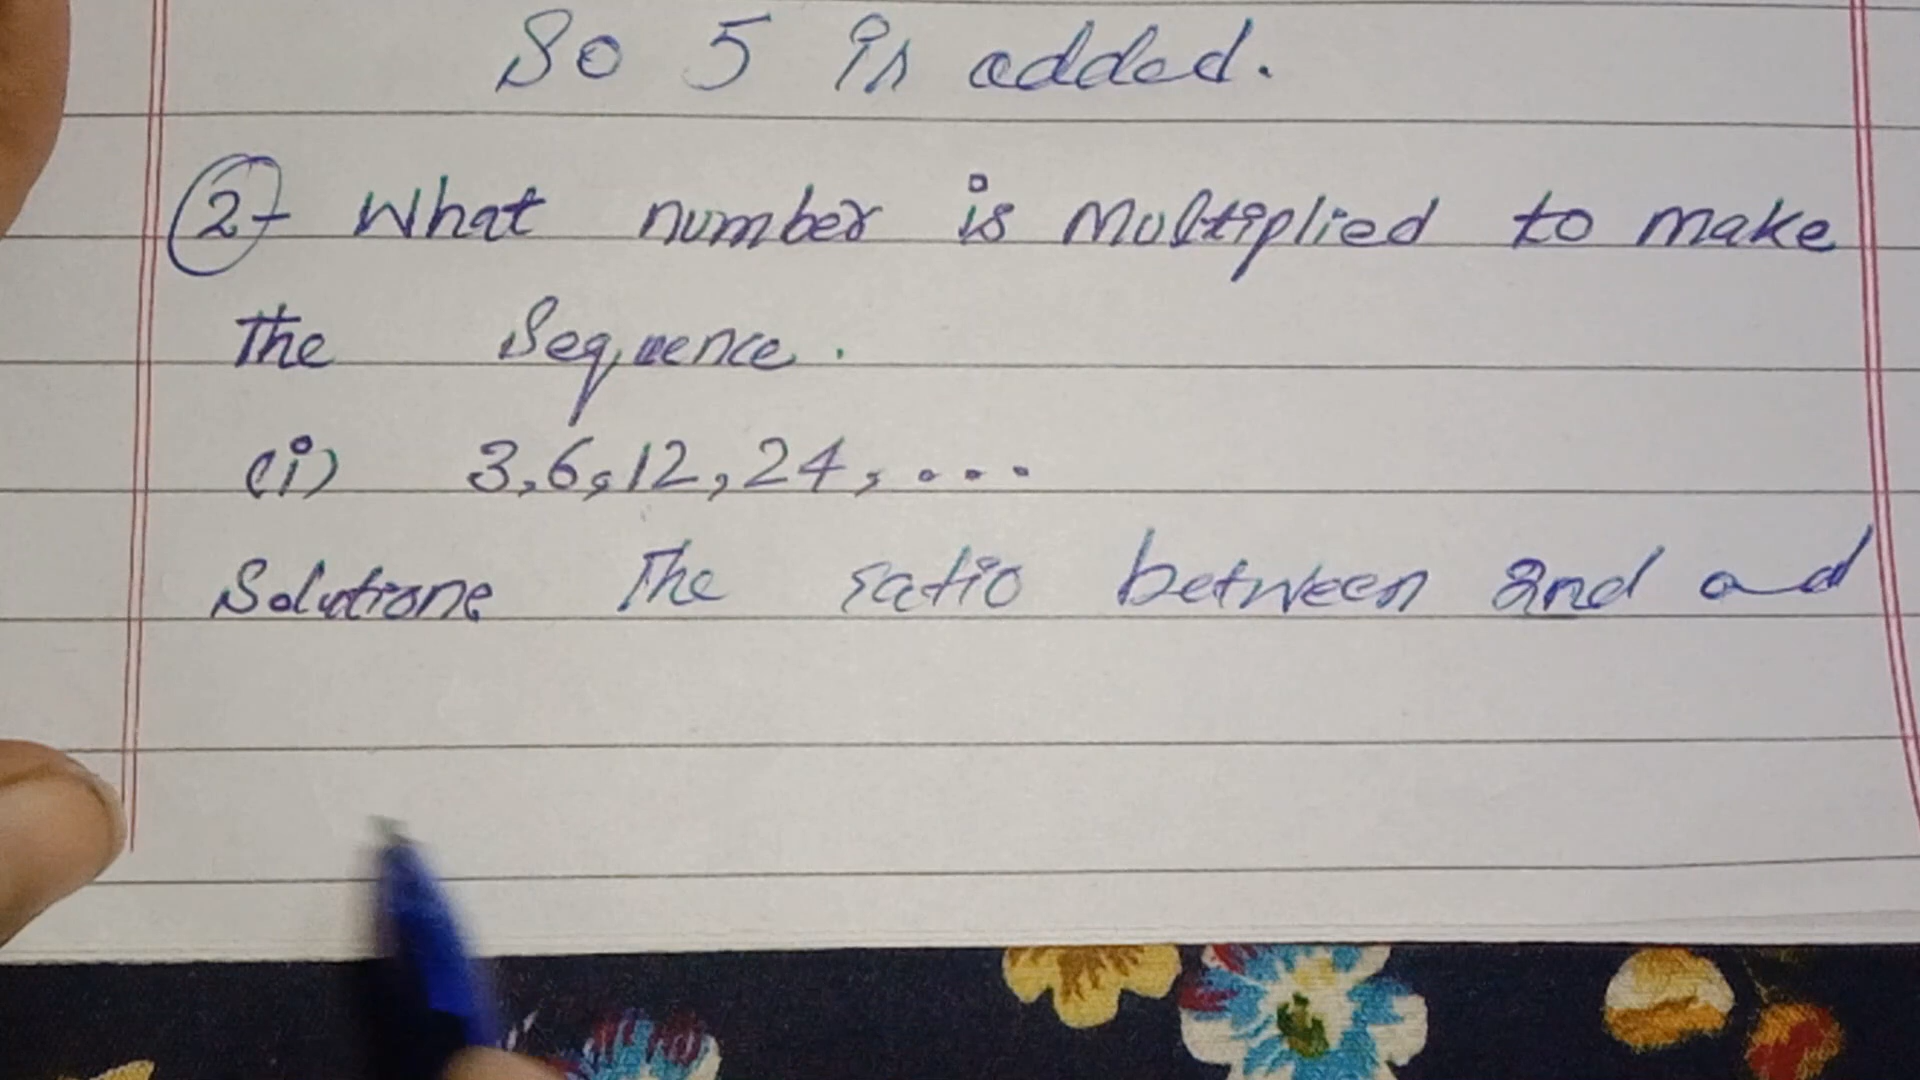 So 5 is added.
2- What number is Multiplied to make
The Sequence.
(i) 3,6,12,24,...
Solution: The ratio between 2nd and